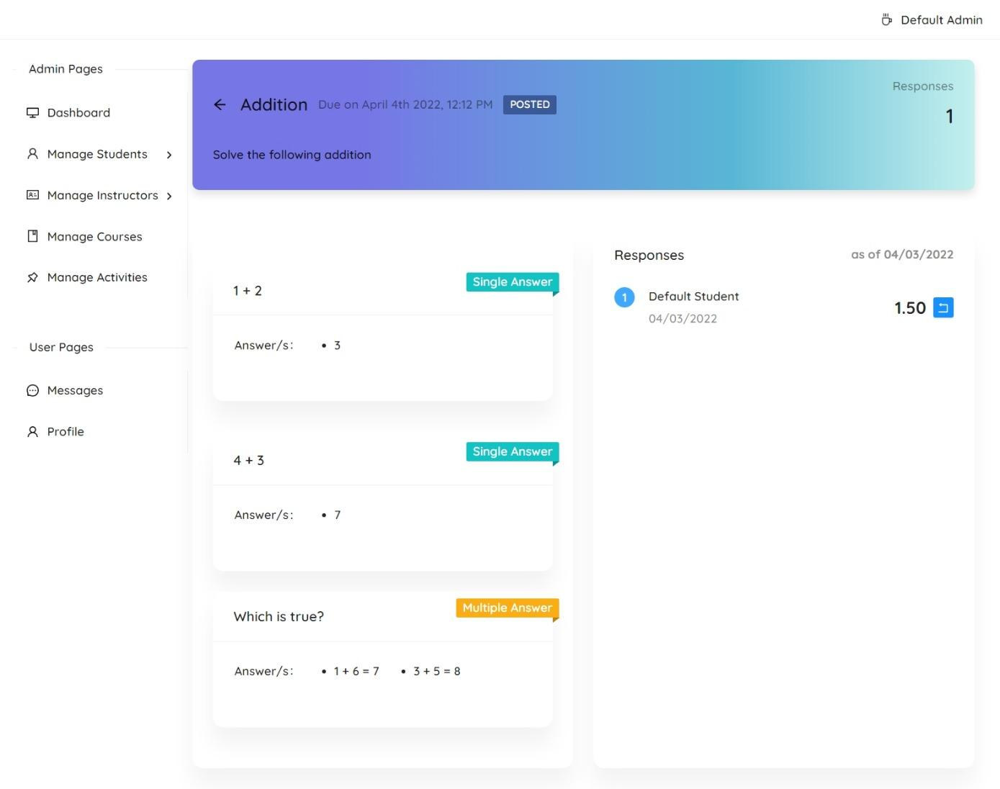 Default Admin
Admin Pages
Dashboard
Manage Students
Manage Instructors
Manage Courses
Manage Activities
User Pages
Messages
Profile
Addition Due on April 4th 2022, 12:12 PM POSTED
Solve the following addition
Responses
1
1 + 2
Single Answer
Answer/s: • 3
4 + 3
Single Answer
Answer/s: • 7
Which is true?
Multiple Answer
Answer/s: • 1 + 6 = 7 • 3 + 5 = 8
Responses as of 04/03/2022
1 Default Student
04/03/2022
1.50